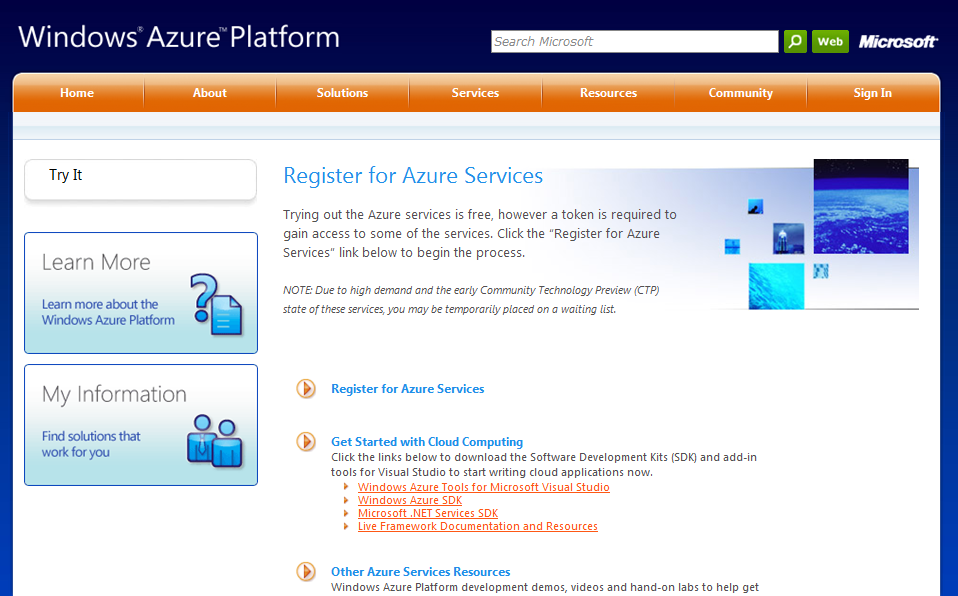 Windows® Azure™ Platform
Search Microsoft
Web
Microsoft®
Home
About
Solutions
Services
Resources
Community
Sign In
Try It
Learn More
Learn more about the
Windows Azure Platform
My Information
Find solutions that
work for you
Register for Azure Services
Trying out the Azure services is free, however a token is required to
gain access to some of the services. Click the “Register for Azure
Services” link below to begin the process.
NOTE: Due to high demand and the early Community Technology Preview (CTP)
state of these services, you may be temporarily placed on a waiting list.
Register for Azure Services
Get Started with Cloud Computing
Click the links below to download the Software Development Kits (SDK) and add-in
tools for Visual Studio to start writing cloud applications now.
Windows Azure Tools for Microsoft Visual Studio
Windows Azure SDK
Microsoft .NET Services SDK
Live Framework Documentation and Resources
Other Azure Services Resources
Windows Azure Platform development demos, videos and hand-on labs to help get